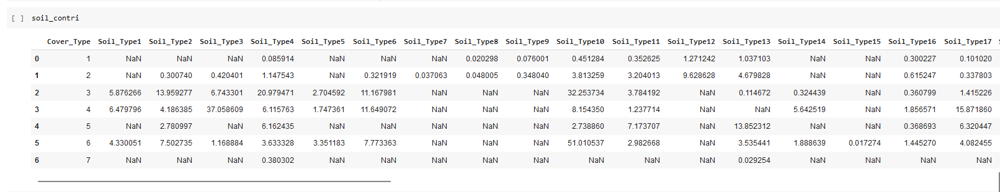 [ ] soil_contri
Cover_Type Soil_Type1 Soil_Type2 Soil_Type3 Soil_Type4 Soil_Type5 Soil_Type6 Soil_Type7 Soil_Type8 Soil_Type9 Soil_Type10 Soil_Type11 Soil_Type12 Soil_Type13 Soil_Type14 Soil_Type15 Soil_Type16 Soil_Type17
0 1 NaN NaN NaN 0.085914 NaN NaN NaN 0.020298 0.076001 0.451284 0.352625 1.271242 1.037103 NaN NaN 0.300227 0.101020
1 2 NaN 0.300740 0.420401 1.147543 NaN 0.321919 0.037063 0.048005 0.348040 3.813259 3.204013 9.628628 4.679828 NaN NaN 0.615247 0.337803
2 3 5.876266 13.959277 6.743301 20.979471 2.704592 11.167981 NaN NaN NaN 32.253734 3.784192 NaN 0.114672 0.324439 NaN 0.360799 1.415226
3 4 6.479796 4.186385 37.058609 6.115763 1.747361 11.649072 NaN NaN NaN 8.154350 1.237714 NaN NaN 5.642519 NaN 1.856571 15.871860
4 5 NaN 2.780997 NaN 6.162435 NaN NaN NaN NaN NaN 2.738860 7.173707 NaN 13.852312 NaN NaN 0.368693 6.320447
5 6 4.330051 7.502735 1.168884 3.633328 3.351183 7.773363 NaN NaN NaN 51.010537 2.982668 NaN 3.535441 1.888639 0.017274 1.445270 4.082455
6 7 NaN NaN NaN 0.380302 NaN NaN NaN NaN NaN NaN NaN NaN 0.029254 NaN NaN NaN NaN